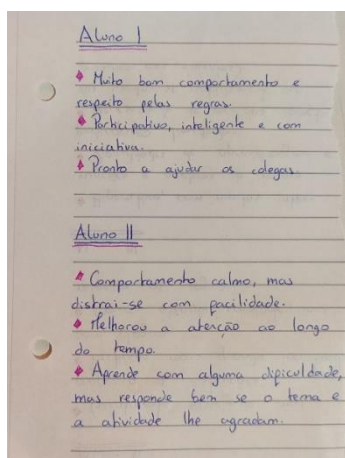 Aluno I
♦ Muito bom comportamento e
respeito pelas regras.
♦ Participativo, inteligente e com
iniciativa.
♦ Pronto a ajudar os colegas.
Aluno II
♦ Comportamento calmo, mas
distrai-se com facilidade.
♦ Melhorou a atenção ao longo
do tempo.
♦ Aprende com alguma dificuldade,
mas responde bem se o tema e
a atividade lhe agradam.